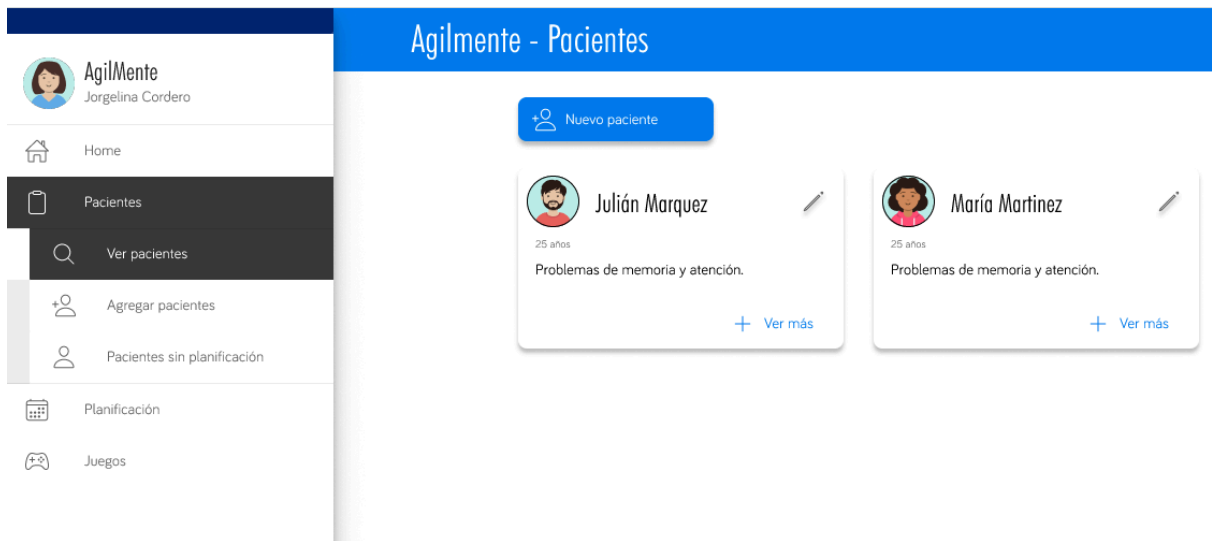 AgilMente
Jorgelina Cordero
Home
Pacientes
Ver pacientes
Agregar pacientes
Pacientes sin planificación
Planificación
Juegos
Agilmente - Pacientes
Nuevo paciente
Julián Marquez
25 años
Problemas de memoria y atención.
Ver más
María Martinez
25 años
Problemas de memoria y atención.
Ver más